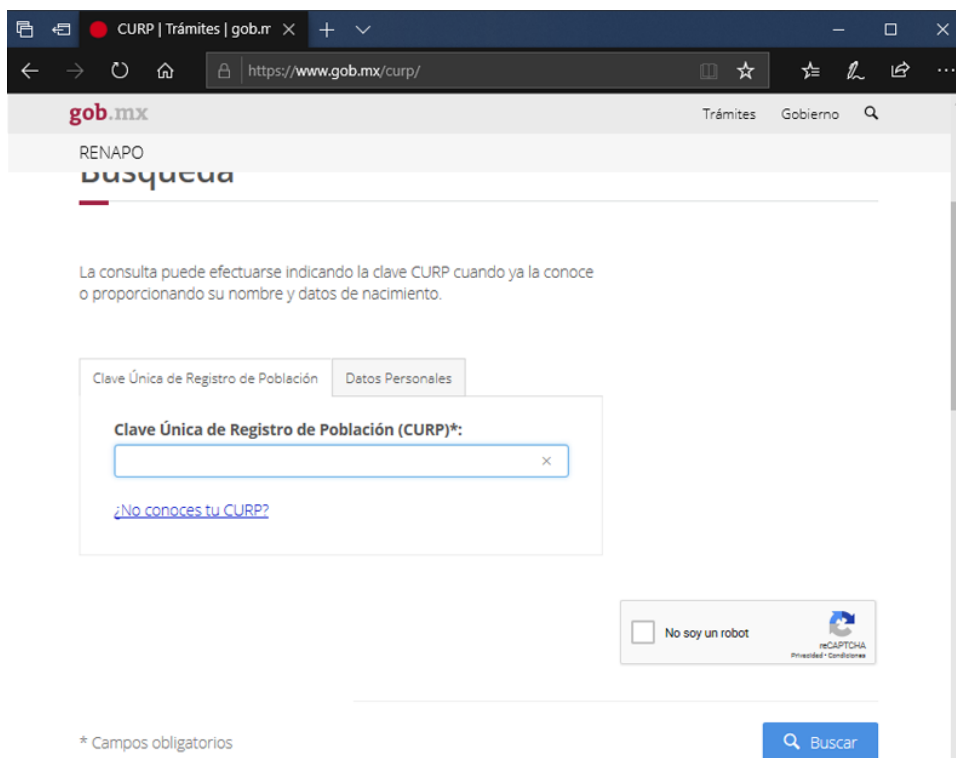 CURP | Trámites | gob.m
https://www.gob.mx/curp/
gob.mx
Trámites Gobierno
RENAPO
Búsqueda
La consulta puede efectuarse indicando la clave CURP cuando ya la conoce
o proporcionando su nombre y datos de nacimiento.
Clave Única de Registro de Población Datos Personales
Clave Única de Registro de Población (CURP)*:
¿No conoces tu CURP?
No soy un robot
reCAPTCHA
Privacidad • Condiciones
* Campos obligatorios
Buscar